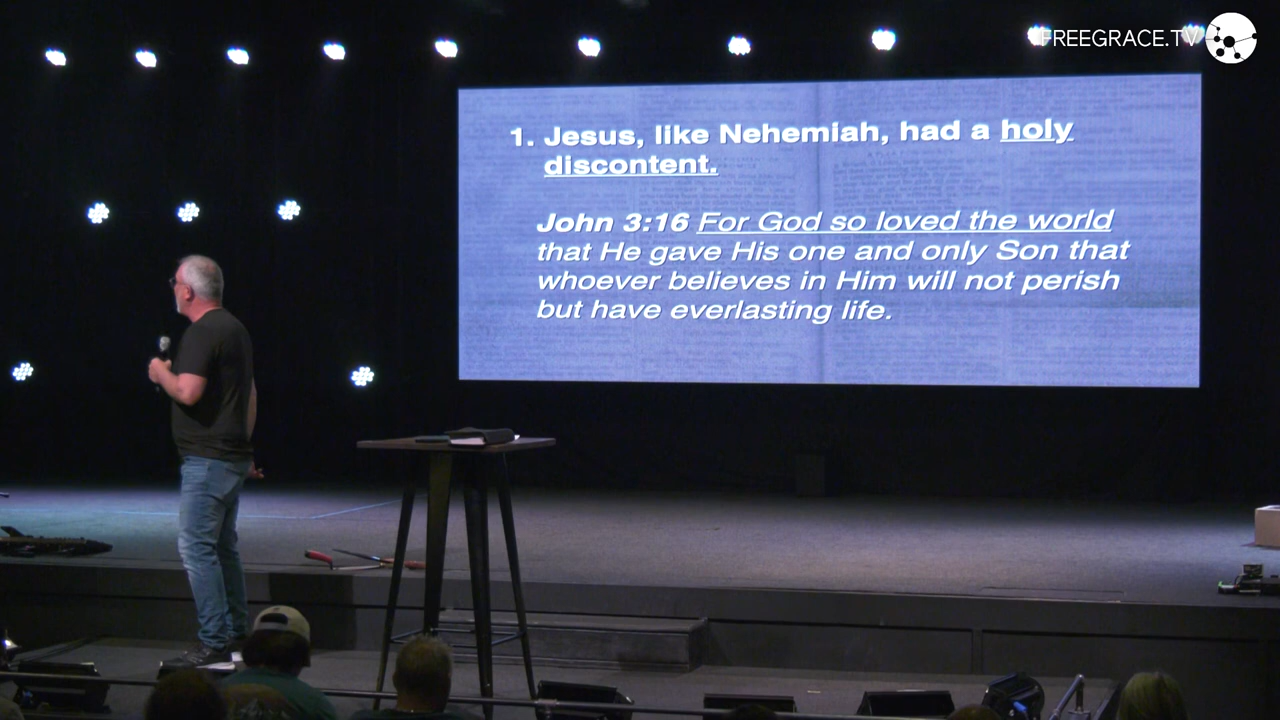 FREEGRACE.TV
1. Jesus, like Nehemiah, had a holy
discontent.
John 3:16 For God so loved the world
that He gave His one and only Son that
whoever believes in Him will not perish
but have everlasting life.